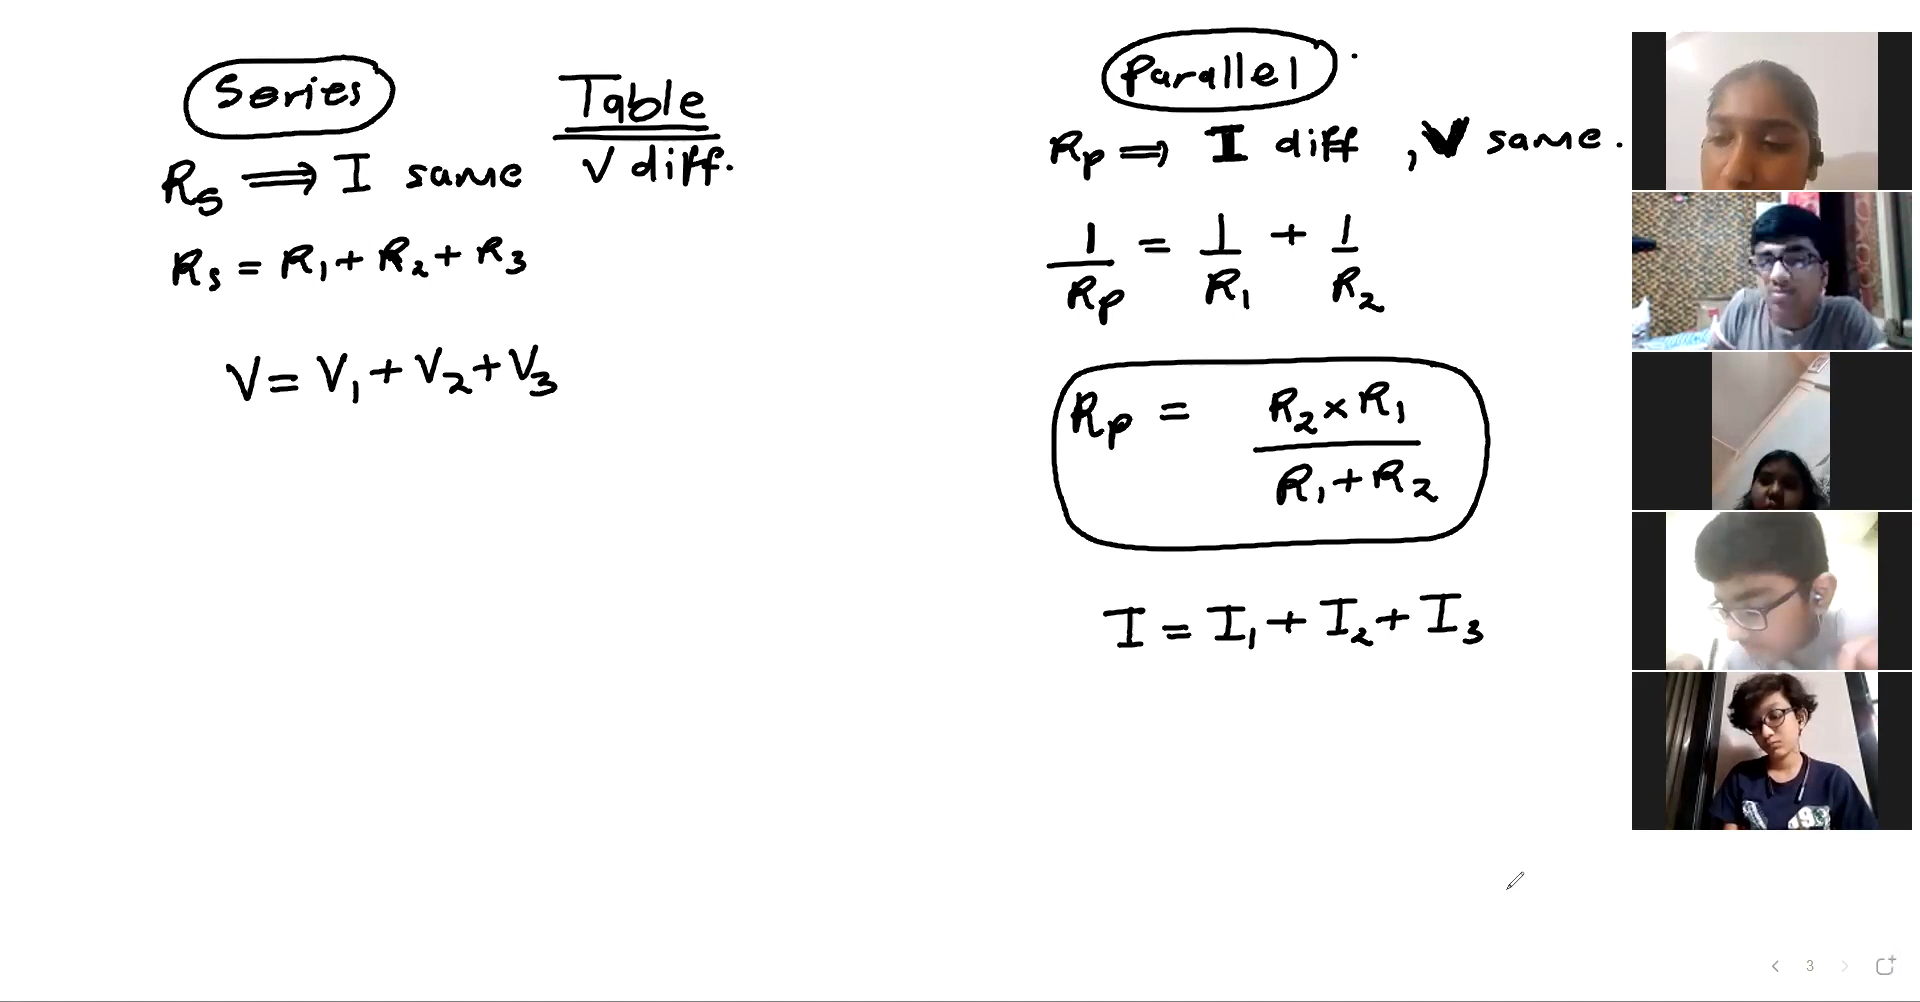 Series
Table
Rs ⟹ I same V diff.
Rs = R₁ + R₂ + R₃
V = V₁ + V₂ + V₃
Parallel
Rp ⟹ I diff , V same.
1/Rp = 1/R₁ + 1/R₂
Rp = R₂ × R₁ / R₁ + R₂
I = I₁ + I₂ + I₃
3